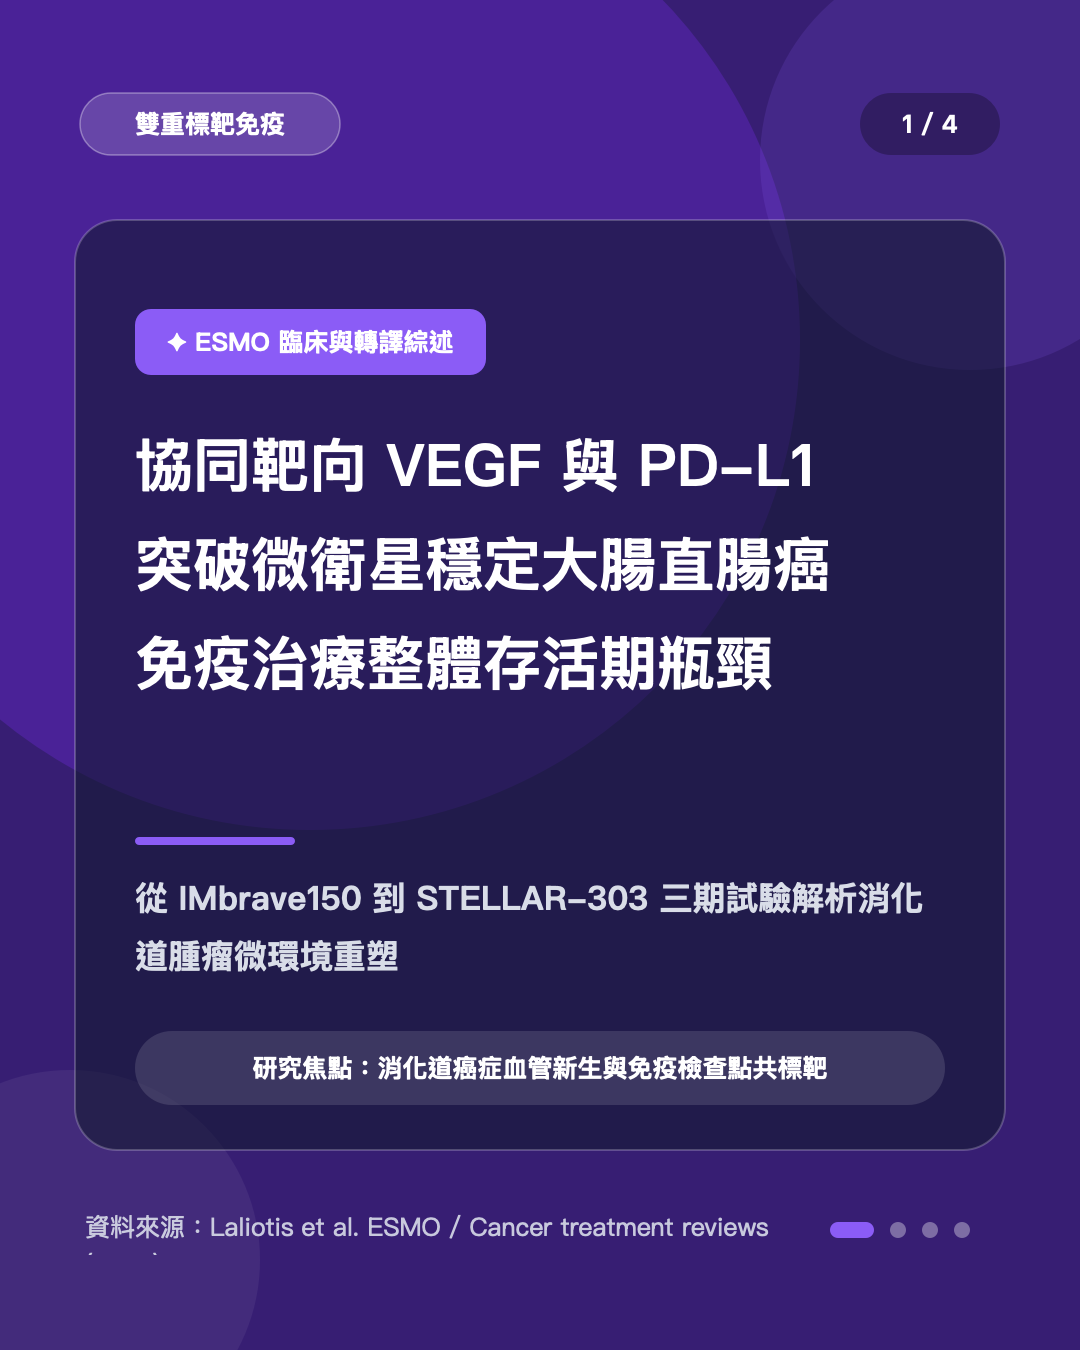 雙重標靶免疫
1 / 4
✦ ESMO 臨床與轉譯綜述
協同靶向 VEGF 與 PD–L1
突破微衛星穩定大腸直腸癌
免疫治療整體存活期瓶頸
從 IMbrave150 到 STELLAR–303 三期試驗解析消化
道腫瘤微環境重塑
研究焦點：消化道癌症血管新生與免疫檢查點共標靶
資料來源：Laliotis et al. ESMO / Cancer treatment reviews